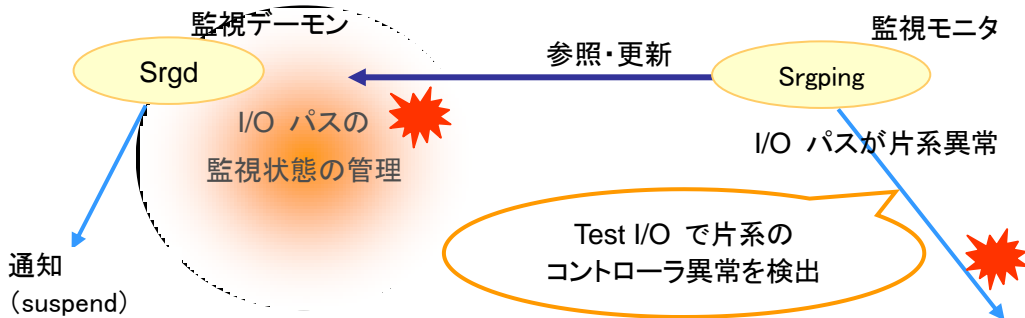 監視デーモン
Srgd
監視モニタ
Srgping
参照・更新
I/O パスの
監視状態の管理
I/O パスが片系異常
Test I/O で片系の
コントローラ異常を検出
通知
（suspend）